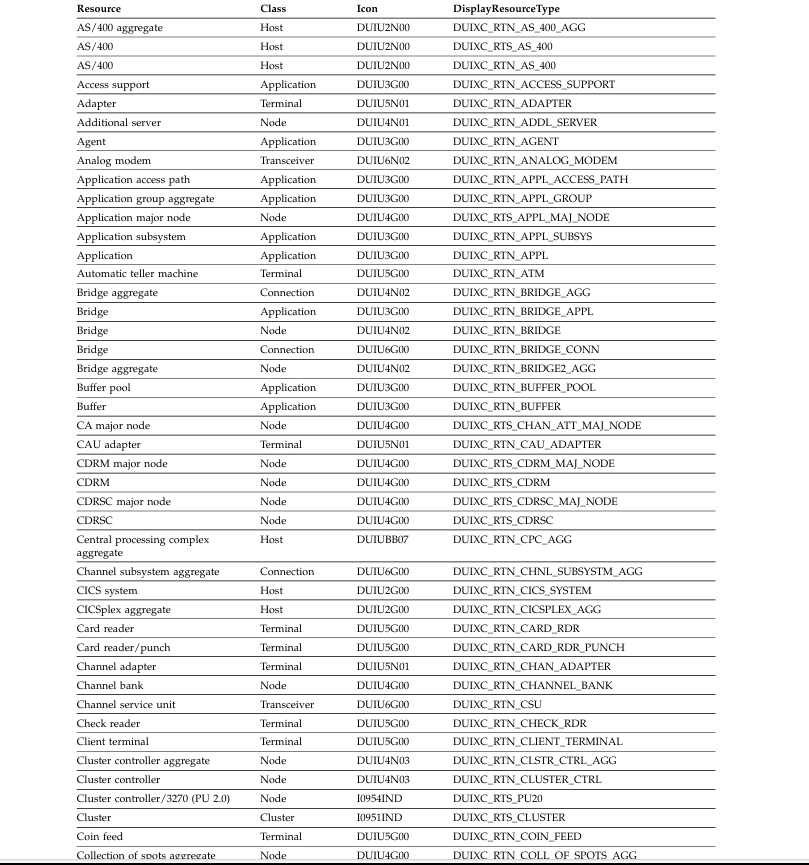 Resource Class Icon DisplayResourceType
AS/400 aggregate Host DUIU2N00 DUIXC_RTN_AS_400_AGG
AS/400 Host DUIU2N00 DUIXC_RTS_AS_400
AS/400 Host DUIU2N00 DUIXC_RTN_AS_400
Access support Application DUIU3G00 DUIXC_RTN_ACCESS_SUPPORT
Adapter Terminal DUIU5N01 DUIXC_RTN_ADAPTER
Additional server Node DUIU4N01 DUIXC_RTN_ADDL_SERVER
Agent Application DUIU3G00 DUIXC_RTN_AGENT
Analog modem Transceiver DUIU6N02 DUIXC_RTN_ANALOG_MODEM
Application access path Application DUIU3G00 DUIXC_RTN_APPL_ACCESS_PATH
Application group aggregate Application DUIU3G00 DUIXC_RTN_APPL_GROUP
Application major node Node DUIU4G00 DUIXC_RTS_APPL_MAJ_NODE
Application subsystem Application DUIU3G00 DUIXC_RTN_APPL_SUBSYS
Application Application DUIU3G00 DUIXC_RTN_APPL
Automatic teller machine Terminal DUIU5G00 DUIXC_RTN_ATM
Bridge aggregate Connection DUIU4N02 DUIXC_RTN_BRIDGE_AGG
Bridge Application DUIU3G00 DUIXC_RTN_BRIDGE_APPL
Bridge Node DUIU4N02 DUIXC_RTN_BRIDGE
Bridge Connection DUIU6G00 DUIXC_RTN_BRIDGE_CONN
Bridge aggregate Node DUIU4N02 DUIXC_RTN_BRIDGE2_AGG
Buffer pool Application DUIU3G00 DUIXC_RTN_BUFFER_POOL
Buffer Application DUIU3G00 DUIXC_RTN_BUFFER
CA major node Node DUIU4G00 DUIXC_RTS_CHAN_ATT_MAJ_NODE
CAU adapter Terminal DUIU5N01 DUIXC_RTN_CAU_ADAPTER
CDRM major node Node DUIU4G00 DUIXC_RTS_CDRM_MAJ_NODE
CDRM Node DUIU4G00 DUIXC_RTS_CDRM
CDRSC major node Node DUIU4G00 DUIXC_RTS_CDRSC_MAJ_NODE
CDRSC Node DUIU4G00 DUIXC_RTS_CDRSC
Central processing complex Host DUIUBB07 DUIXC_RTN_CPC_AGG
aggregate
Channel subsystem aggregate Connection DUIU6G00 DUIXC_RTN_CHNL_SUBSYSTM_AGG
CICS system Host DUIU2G00 DUIXC_RTN_CICS_SYSTEM
CICSplex aggregate Host DUIU2G00 DUIXC_RTN_CICSPLEX_AGG
Card reader Terminal DUIU5G00 DUIXC_RTN_CARD_RDR
Card reader/punch Terminal DUIU5G00 DUIXC_RTN_CARD_RDR_PUNCH
Channel adapter Terminal DUIU5N01 DUIXC_RTN_CHAN_ADAPTER
Channel bank Node DUIU4G00 DUIXC_RTN_CHANNEL_BANK
Channel service unit Transceiver DUIU6G00 DUIXC_RTN_CSU
Check reader Terminal DUIU5G00 DUIXC_RTN_CHECK_RDR
Client terminal Terminal DUIU5G00 DUIXC_RTN_CLIENT_TERMINAL
Cluster controller aggregate Node DUIU4N03 DUIXC_RTN_CLSTR_CTRL_AGG
Cluster controller Node DUIU4N03 DUIXC_RTN_CLUSTER_CTRL
Cluster controller/3270 (PU 2.0) Node I0954IND DUIXC_RTS_PU20
Cluster Cluster I0951IND DUIXC_RTS_CLUSTER
Coin feed Terminal DUIU5G00 DUIXC_RTN_COIN_FEED
Collection of spots aggregate Node DUIU4G00 DUIXC_RTN_COLL_OF_SPOTS_AGG